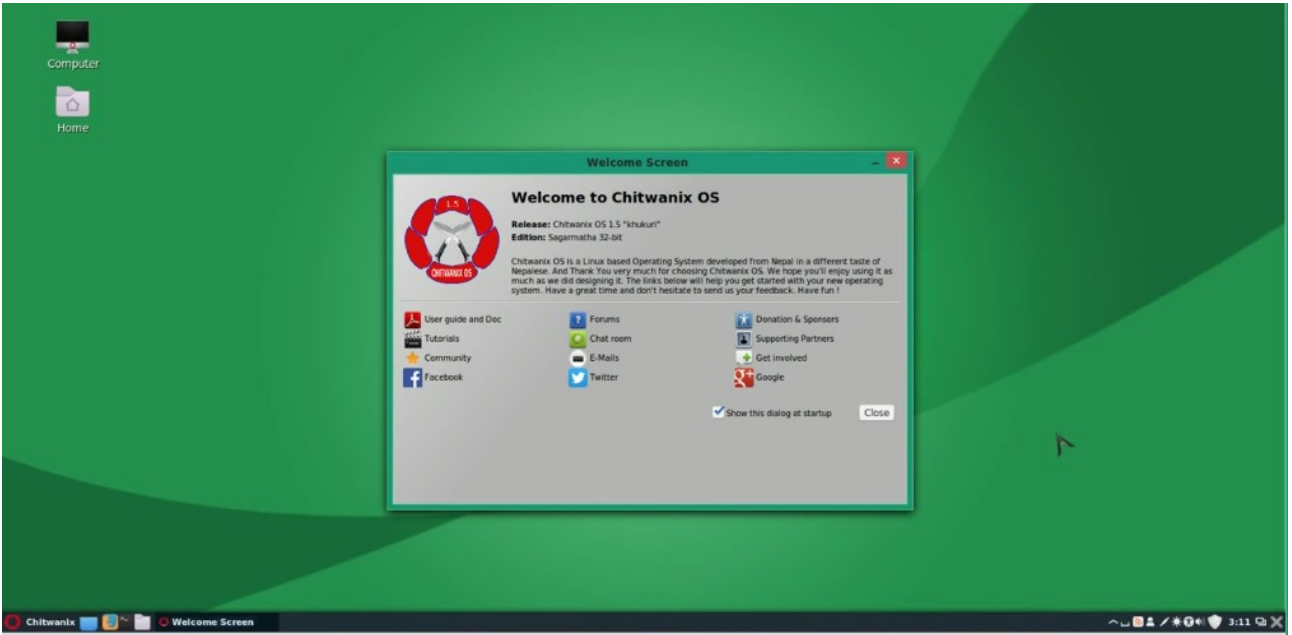 Computer
Home
Welcome Screen
1.5
CHITWANIX OS
Welcome to Chitwanix OS
Release: Chitwanix OS 1.5 "khukuri"
Edition: Sagarmatha 32-bit
Chitwanix OS is a Linux based Operating System developed from Nepal in a different taste of
Nepalese. And Thank You very much for choosing Chitwanix OS. We hope you'll enjoy using it as
much as we did designing it. The links below will help you get started with your new operating
system. Have a great time and don't hesitate to send us your feedback. Have fun !
User guide and Doc Forums Donation & Sponsors
Tutorials Chat room Supporting Partners
Community E-Mails Get involved
Facebook Twitter Google
Show this dialog at startup Close
Chitwanix Welcome Screen 3:11